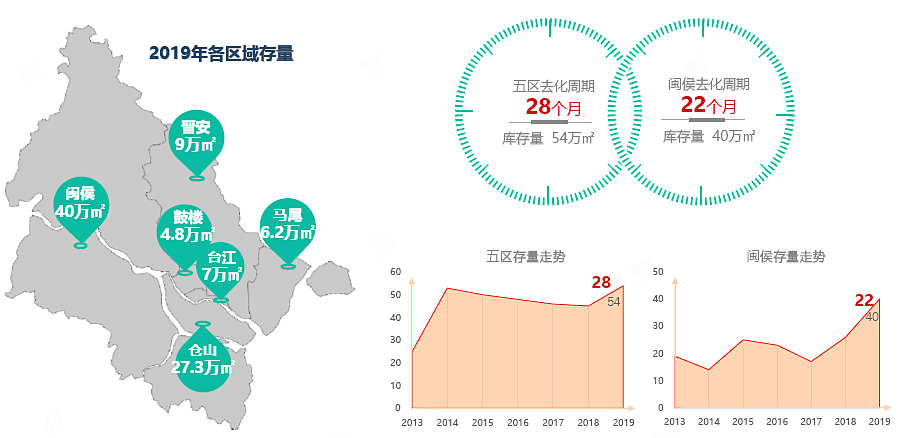 2019年各区域存量
晋安
9万㎡
闽侯
40万㎡
鼓楼
4.8万㎡
马尾
6.2万㎡
台江
7万㎡
仓山
27.3万㎡
五区去化周期
28个月
库存量 54万㎡
闽侯去化周期
22个月
库存量 40万㎡
五区存量走势
60
50
40
30
20
10
0
28
54
2013 2014 2015 2016 2017 2018 2019
闽侯存量走势
50
40
30
20
10
0
22
40
2013 2014 2015 2016 2017 2018 2019